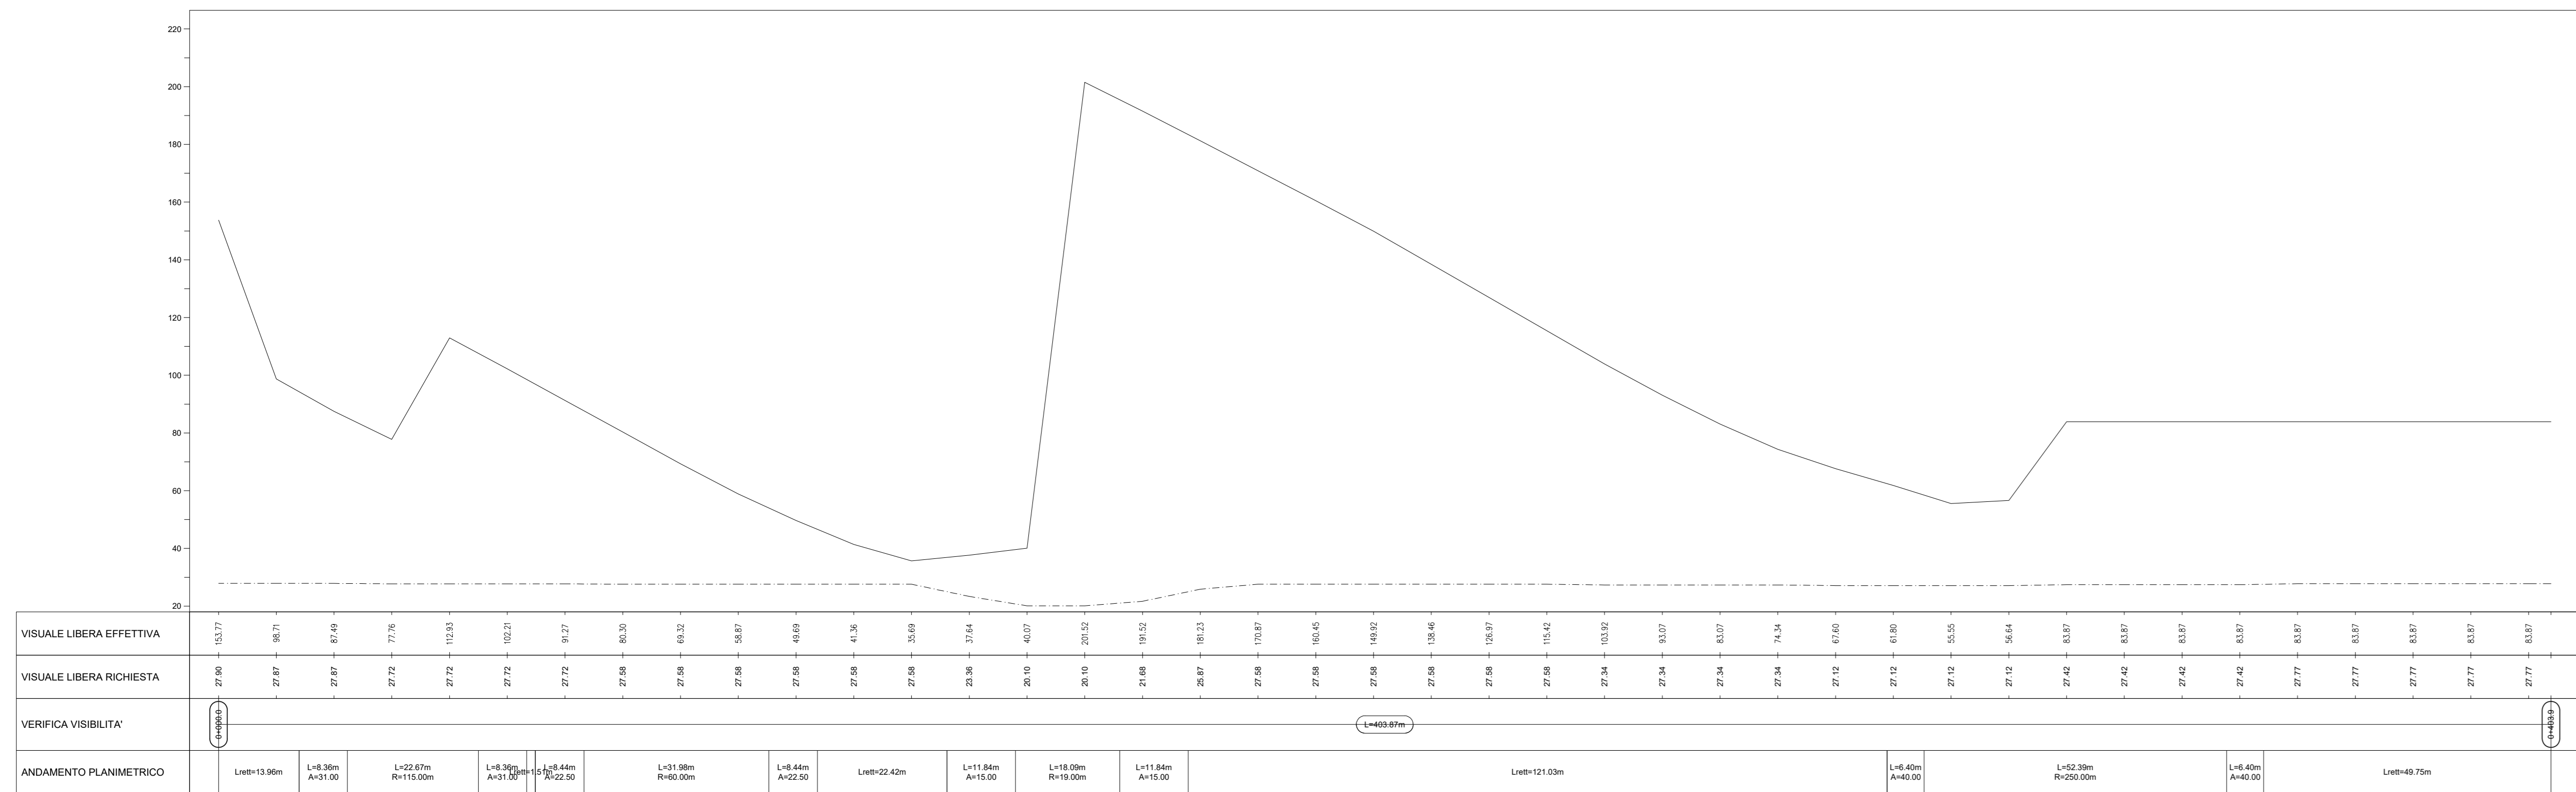 220
200
180
160
140
120
100
80
60
40
20
VISUALE LIBERA EFFETTIVA 153.77 98.71 87.49 77.76 112.93 102.21 91.27 80.30 69.32 58.87 49.69 41.36 35.69 37.64 40.07 201.52 191.52 181.23 170.87 160.45 149.92 138.46 126.97 115.42 103.92 93.07 83.07 74.34 67.60 61.80 55.55 56.64 83.87 83.87 83.87 83.87 83.87 83.87 83.87 83.87 83.87
VISUALE LIBERA RICHIESTA 27.90 27.87 27.87 27.72 27.72 27.72 27.72 27.58 27.58 27.58 27.58 27.58 27.58 23.36 20.10 20.10 21.68 25.87 27.58 27.58 27.58 27.58 27.58 27.58 27.34 27.34 27.34 27.34 27.12 27.12 27.12 27.12 27.42 27.42 27.42 27.42 27.77 27.77 27.77 27.77 27.77
VERIFICA VISIBILITA' 0+000.0 L=403.87m 0+403.9
ANDAMENTO PLANIMETRICO
Lrett=13.96m
L=8.36m
A=31.00
L=22.67m
R=115.00m
L=8.36m
A=31.00
Lrett=1.51m
L=8.44m
A=22.50
L=31.98m
R=60.00m
L=8.44m
A=22.50
Lrett=22.42m
L=11.84m
A=15.00
L=18.09m
R=19.00m
L=11.84m
A=15.00
Lrett=121.03m
L=6.40m
A=40.00
L=52.39m
R=250.00m
L=6.40m
A=40.00
Lrett=49.75m